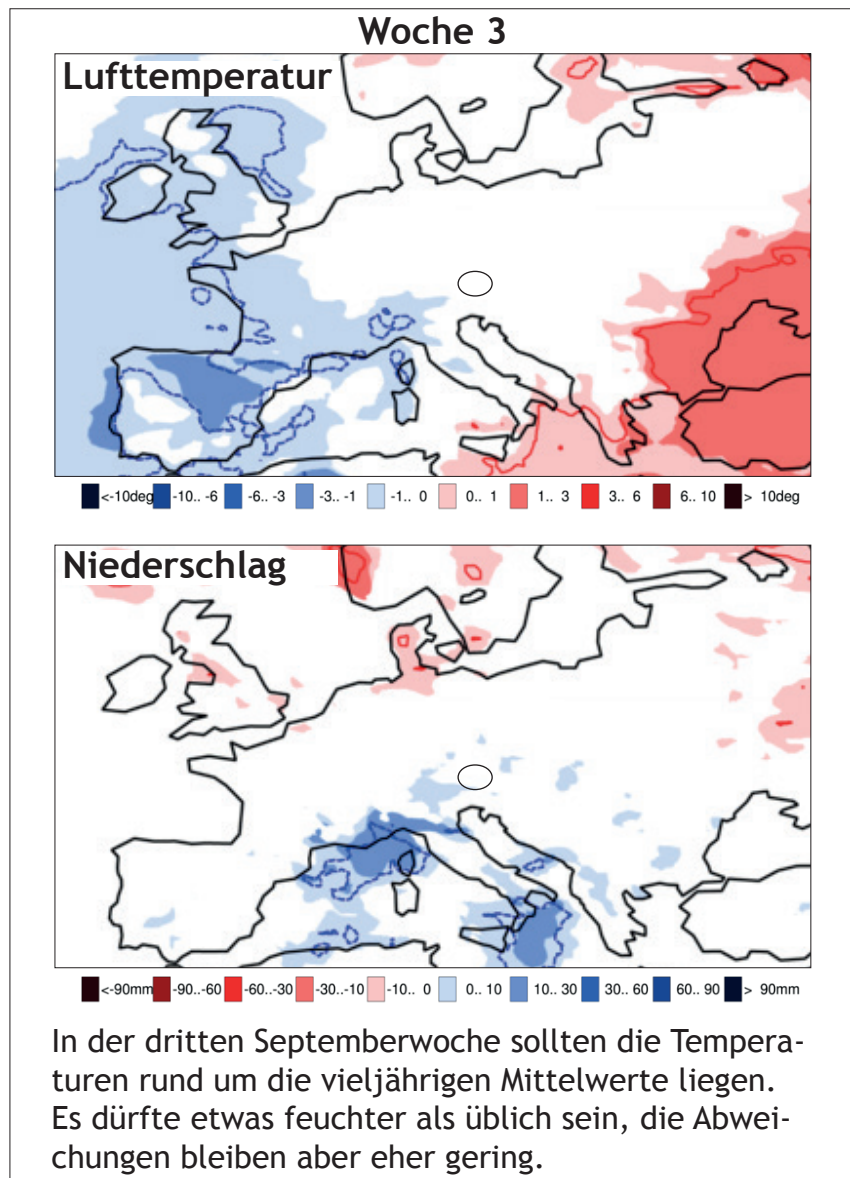 Woche 3
Lufttemperatur
<-10deg -10.. -6 -6.. -3 -3.. -1 -1.. 0 0.. 1 1.. 3 3.. 6 6.. 10 > 10deg
Niederschlag
<-90mm -90..-60 -60..-30 -30..-10 -10.. 0 0.. 10 10.. 30 30.. 60 60.. 90 > 90mm
In der dritten Septemberwoche sollten die Tempera-
turen rund um die vieljährigen Mittelwerte liegen.
Es dürfte etwas feuchter als üblich sein, die Abwei-
chungen bleiben aber eher gering.